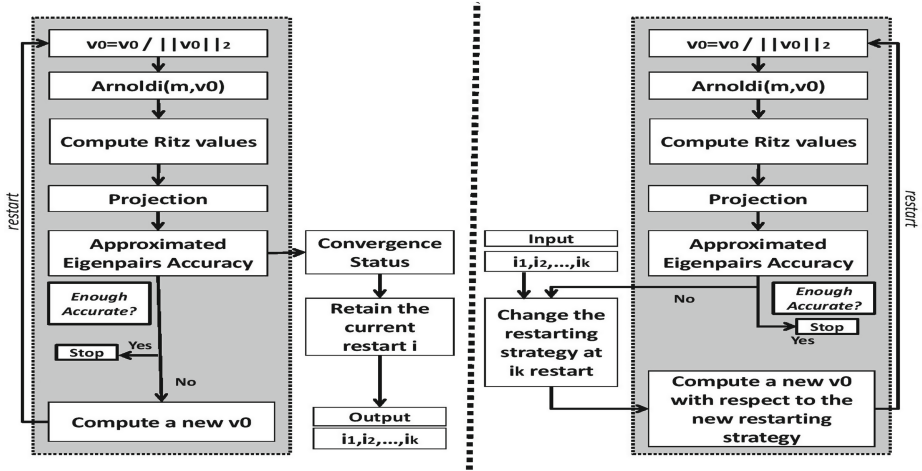 v0=v0 / ||v0||2
Arnoldi(m,v0)
Compute Ritz values
Projection
Approximated
Eigenpairs Accuracy
Enough
Accurate?
Yes
Stop
No
Compute a new v0
restart
Convergence
Status
Retain the
current
restart i
Output
i1,i2,...,ik
v0=v0 / ||v0||2
Arnoldi(m,v0)
Compute Ritz values
Projection
Approximated
Eigenpairs Accuracy
Enough
Accurate?
No
Stop
Yes
Input
i1,i2,...,ik
Change the
restarting
strategy at
ik restart
Compute a new v0
with respect to the
new restarting
strategy
restart